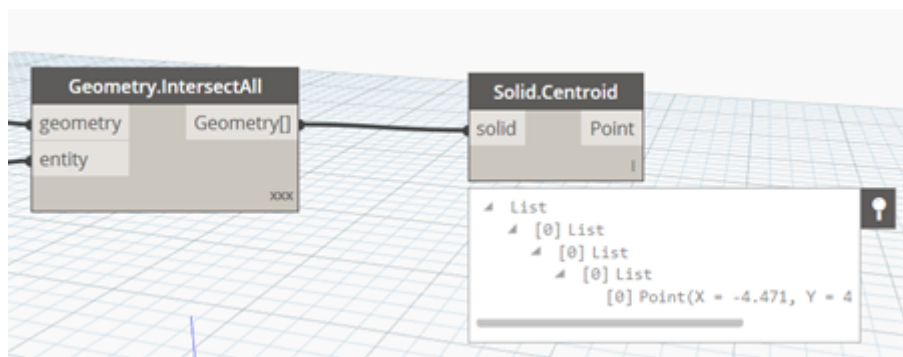 Geometry.IntersectAll
geometry Geometry[]
entity
xxx
Solid.Centroid
solid Point
l
List
[0] List
[0] List
[0] List
[0] Point(X = -4.471, Y = 4